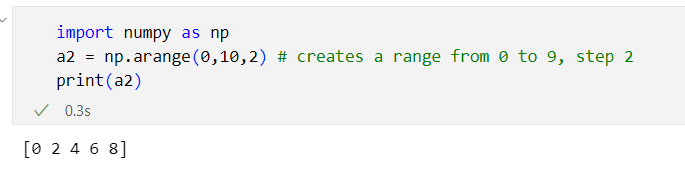 import numpy as np
a2 = np.arange(0,10,2) # creates a range from 0 to 9, step 2
print(a2)
0.3s
[0 2 4 6 8]